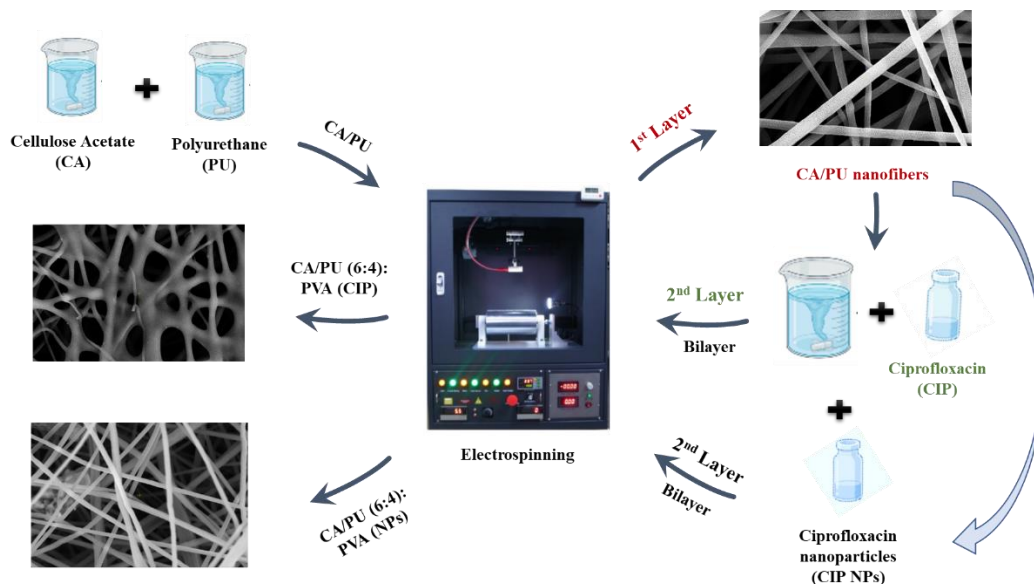 Cellulose Acetate
(CA)
Polyurethane
(PU)
CA/PU
1st Layer
CA/PU nanofibers
CA/PU (6:4):
PVA (CIP)
2nd Layer
Bilayer
Ciprofloxacin
(CIP)
Electrospinning
2nd Layer
Bilayer
CA/PU (6:4):
PVA (NPs)
Ciprofloxacin
nanoparticles
(CIP NPs)